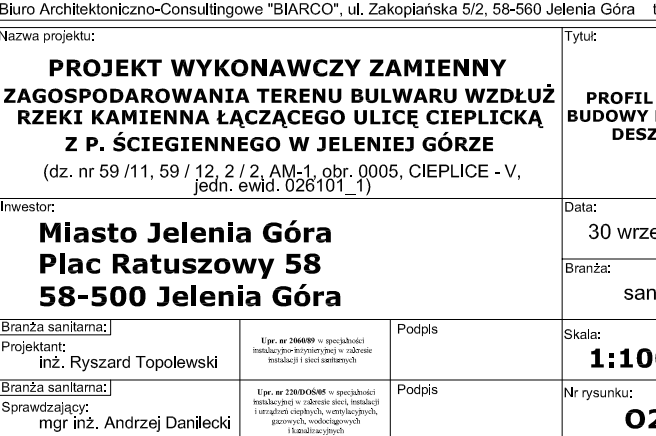 Biuro Architektoniczno-Consultingowe "BIARCO", ul. Zakopiańska 5/2, 58-560 Jelenia Góra
Nazwa projektu:
PROJEKT WYKONAWCZY ZAMIENNY
ZAGOSPODAROWANIA TERENU BULWARU WZDŁUŻ
RZEKI KAMIENNA ŁĄCZĄCEGO ULICĘ CIEPLICKĄ
Z P. ŚCIEGIENNEGO W JELENIEJ GÓRZE
(dz. nr 59 /11, 59 / 12, 2 / 2, AM-1, obr. 0005, CIEPLICE - V,
jedn. ewid. 026101_1)
Tytuł:
PROFIL
BUDOWY
DESZ
Inwestor:
Miasto Jelenia Góra
Plac Ratuszowy 58
58-500 Jelenia Góra
Data:
30 wrze
Branża:
san
Branża sanitarna:
Projektant:
inż. Ryszard Topolewski
Upr. nr 2060/89 w specjalności
instalacyjno-inżynieryjnej w zakresie
instalacji i sieci sanitarnych
Podpis
Skala:
1:100
Branża sanitarna:
Sprawdzający:
mgr inż. Andrzej Danilecki
Upr. nr 220/DOŚ/05 w specjalności
instalacyjnej w zakresie sieci, instalacji
i urządzeń cieplnych, wentylacyjnych,
gazowych, wodociągowych
i kanalizacyjnych
Podpis
Nr rysunku:
02